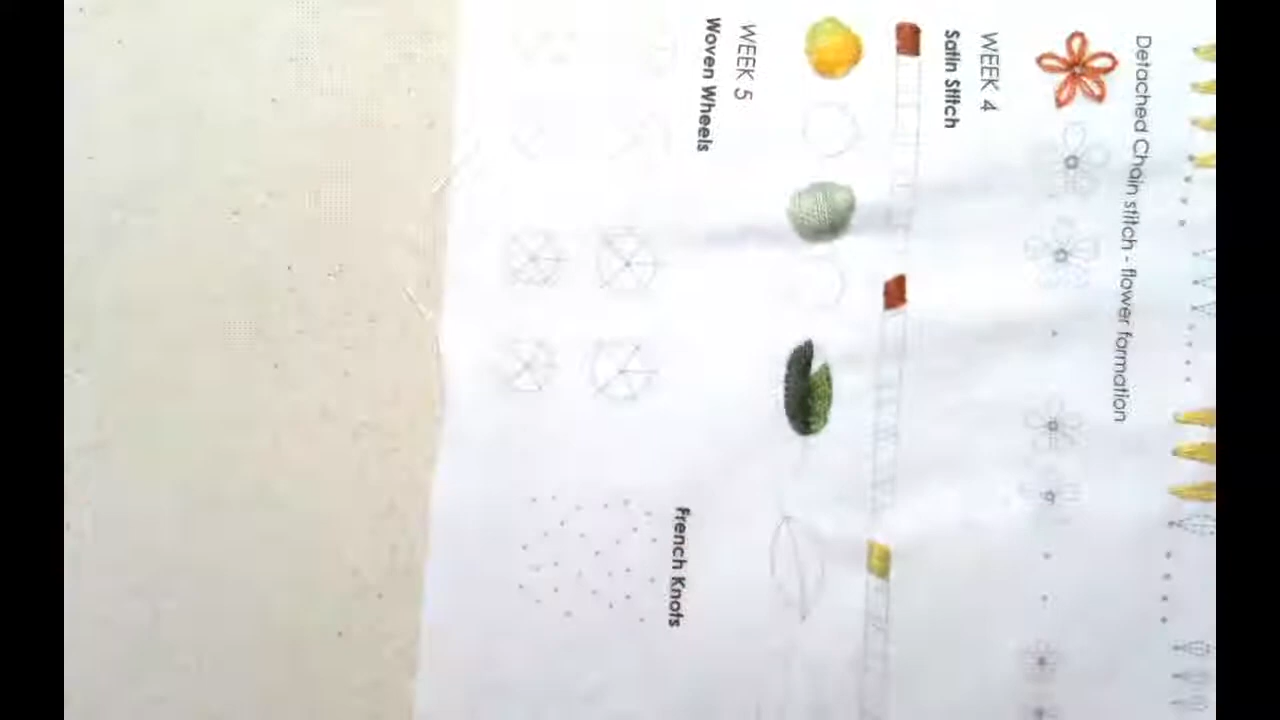 Detached Chain stitch - flower formation
WEEK 4
Satin Stitch
WEEK 5
Woven Wheels
French Knots